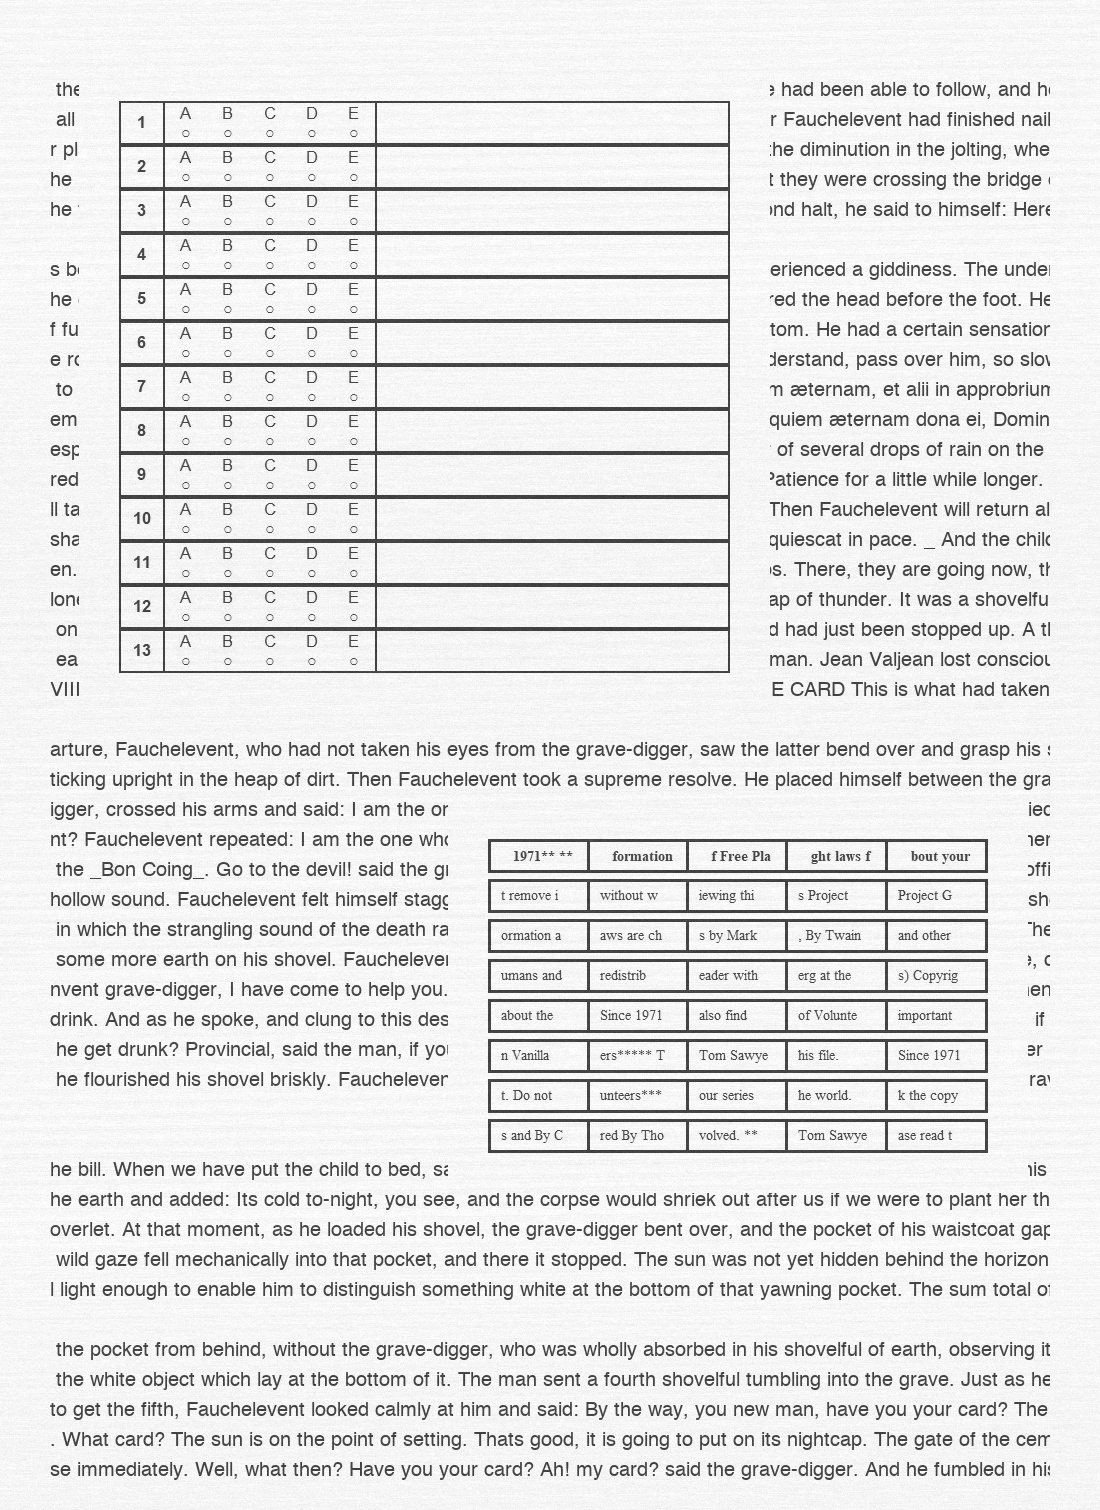 the had been able to follow, and
all r Fauchelevent had finished nail
r pl the diminution in the jolting, whe
he t they were crossing the bridge
he ond halt, he said to himself: Here
s be erienced a giddiness. The under
he red the head before the foot. He
f fu tom. He had a certain sensation
e ro derstand, pass over him, so slow
to m æternam, et alii in approbrium
em quiem æternam dona ei, Domin
esp of several drops of rain on the
red Patience for a little while longer.
ll ta Then Fauchelevent will return al
sha quiescat in pace. _ And the child
en. s. There, they are going now, th
lone ap of thunder. It was a shovelfu
on d had just been stopped up. A th
ea man. Jean Valjean lost consciou
VIII E CARD This is what had taken
1 A B C D E
2 A B C D E
3 A B C D E
4 A B C D E
5 A B C D E
6 A B C D E
7 A B C D E
8 A B C D E
9 A B C D E
10 A B C D E
11 A B C D E
12 A B C D E
13 A B C D E
arture, Fauchelevent, who had not taken his eyes from the grave-digger, saw the latter bend over and grasp his s
ticking upright in the heap of dirt. Then Fauchelevent took a supreme resolve. He placed himself between the gra
igger, crossed his arms and said: I am the or ied
nt? Fauchelevent repeated: I am the one who
the _Bon Coing_. Go to the devil! said the gr offi
hollow sound. Fauchelevent felt himself stagg sh
in which the strangling sound of the death ra The
some more earth on his shovel. Fauchelever
nvent grave-digger, I have come to help you. en
drink. And as he spoke, and clung to this des if
he get drunk? Provincial, said the man, if you er
he flourished his shovel briskly. Faucheleven rav
1971** ** formation f Free Pla ght laws f bout your
t remove i without w iewing thi s Project Project G
ormation a aws are ch s by Mark , By Twain and other
umans and redistrib eader with erg at the s) Copyrig
about the Since 1971 also find of Volunte important
n Vanilla ers***** T Tom Sawye his file. Since 1971
t. Do not unteers*** our series he world. k the copy
s and By C red By Tho volved. ** Tom Sawye ase read t
he bill. When we have put the child to bed, sa his
he earth and added: Its cold to-night, you see, and the corpse would shriek out after us if we were to plant her th
overlet. At that moment, as he loaded his shovel, the grave-digger bent over, and the pocket of his waistcoat gap
wild gaze fell mechanically into that pocket, and there it stopped. The sun was not yet hidden behind the horizon
l light enough to enable him to distinguish something white at the bottom of that yawning pocket. The sum total of
the pocket from behind, without the grave-digger, who was wholly absorbed in his shovelful of earth, observing it
the white object which lay at the bottom of it. The man sent a fourth shovelful tumbling into the grave. Just as he
to get the fifth, Fauchelevent looked calmly at him and said: By the way, you new man, have you your card? The
. What card? The sun is on the point of setting. Thats good, it is going to put on its nightcap. The gate of the cem
se immediately. Well, what then? Have you your card? Ah! my card? said the grave-digger. And he fumbled in his